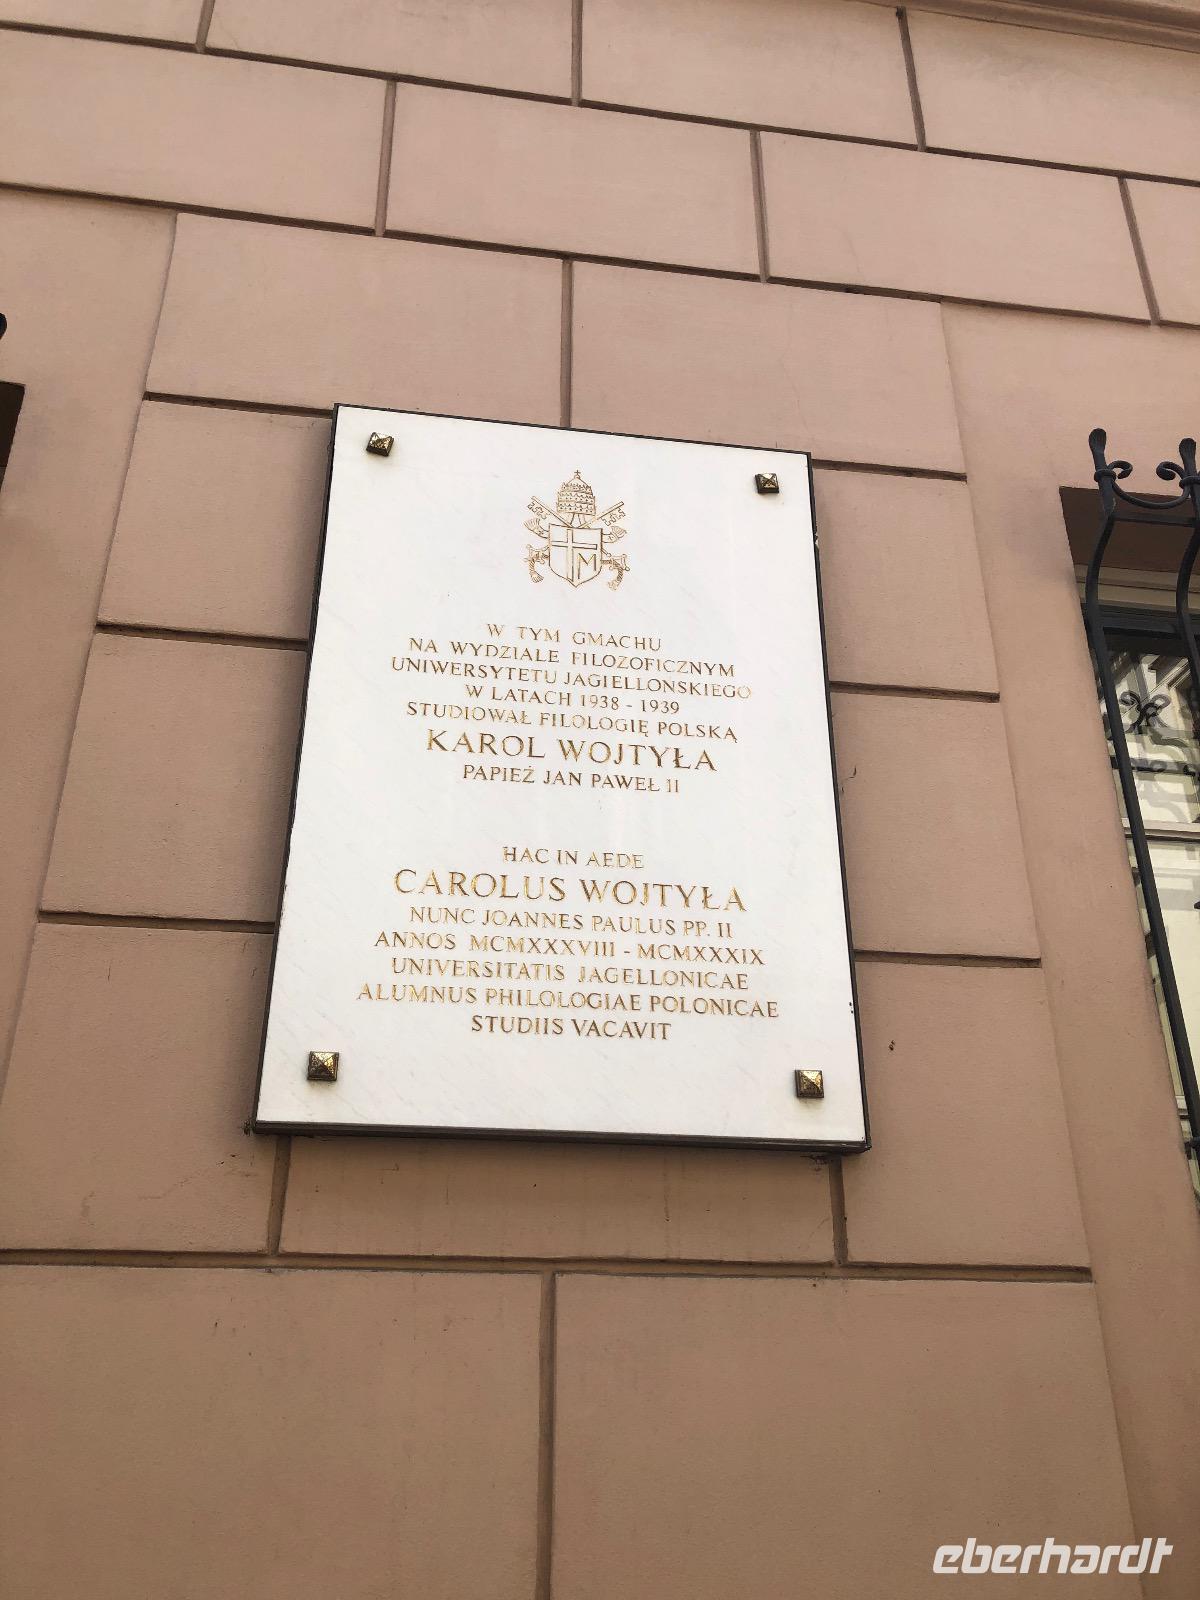 M
W TYM GMACHU
NA WYDZIALE FILOZOFICZNYM
UNIWERSYTETU JAGIELLONSKIEGO
W LATACH 1938 - 1939
STUDIOWAŁ FILOLOGIĘ POLSKĄ
KAROL WOJTYŁA
PAPIEŻ JAN PAWEŁ II
HAC IN AEDE
CAROLUS WOJTYŁA
NUNC JOANNES PAULUS PP. II
ANNOS MCMXXXVIII - MCMXXXIX
UNIVERSITATIS JAGELLONICAE
ALUMNUS PHILOLOGIAE POLONICAE
STUDIIS VACAVIT
eberhardt